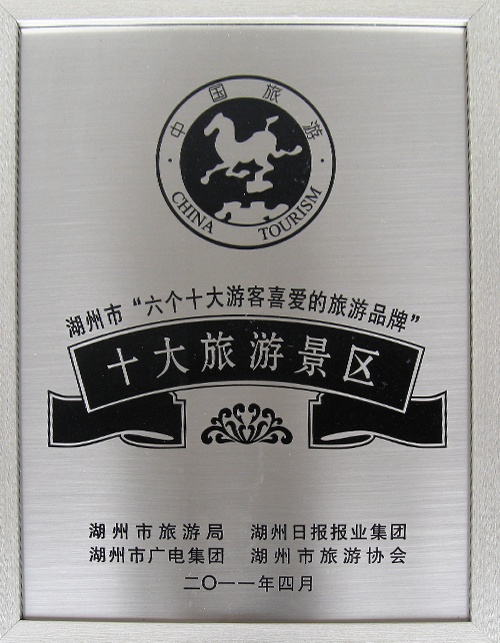 中国旅游
CHINA TOURISM
湖州市“六个十大游客喜爱的旅游品牌”
十大旅游景区
湖州市旅游局 湖州日报报业集团
湖州市广电集团 湖州市旅游协会
二〇一一年四月